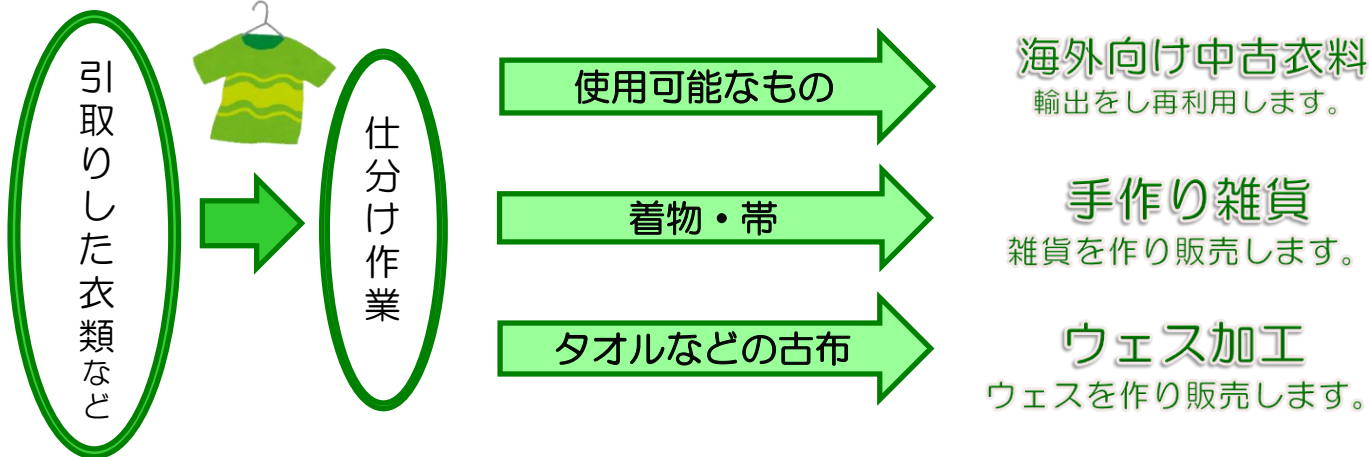 引取りした衣類など
仕分け作業
使用可能なもの
海外向け中古衣料
輸出をし再利用します。
着物・帯
手作り雑貨
雑貨を作り販売します。
タオルなどの古布
ウェス加工
ウェスを作り販売します。